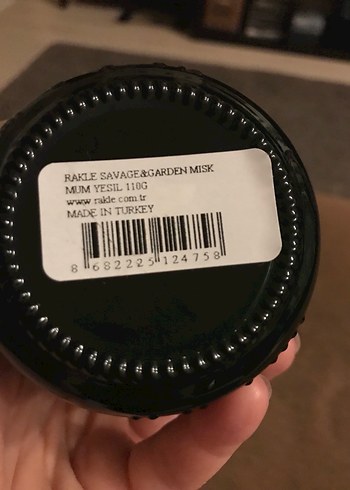 RAKLE SAVAGE&GARDEN MISK
MUM YESIL 110G
www.rakle.com.tr
MADE IN TURKEY
8 682225 124758